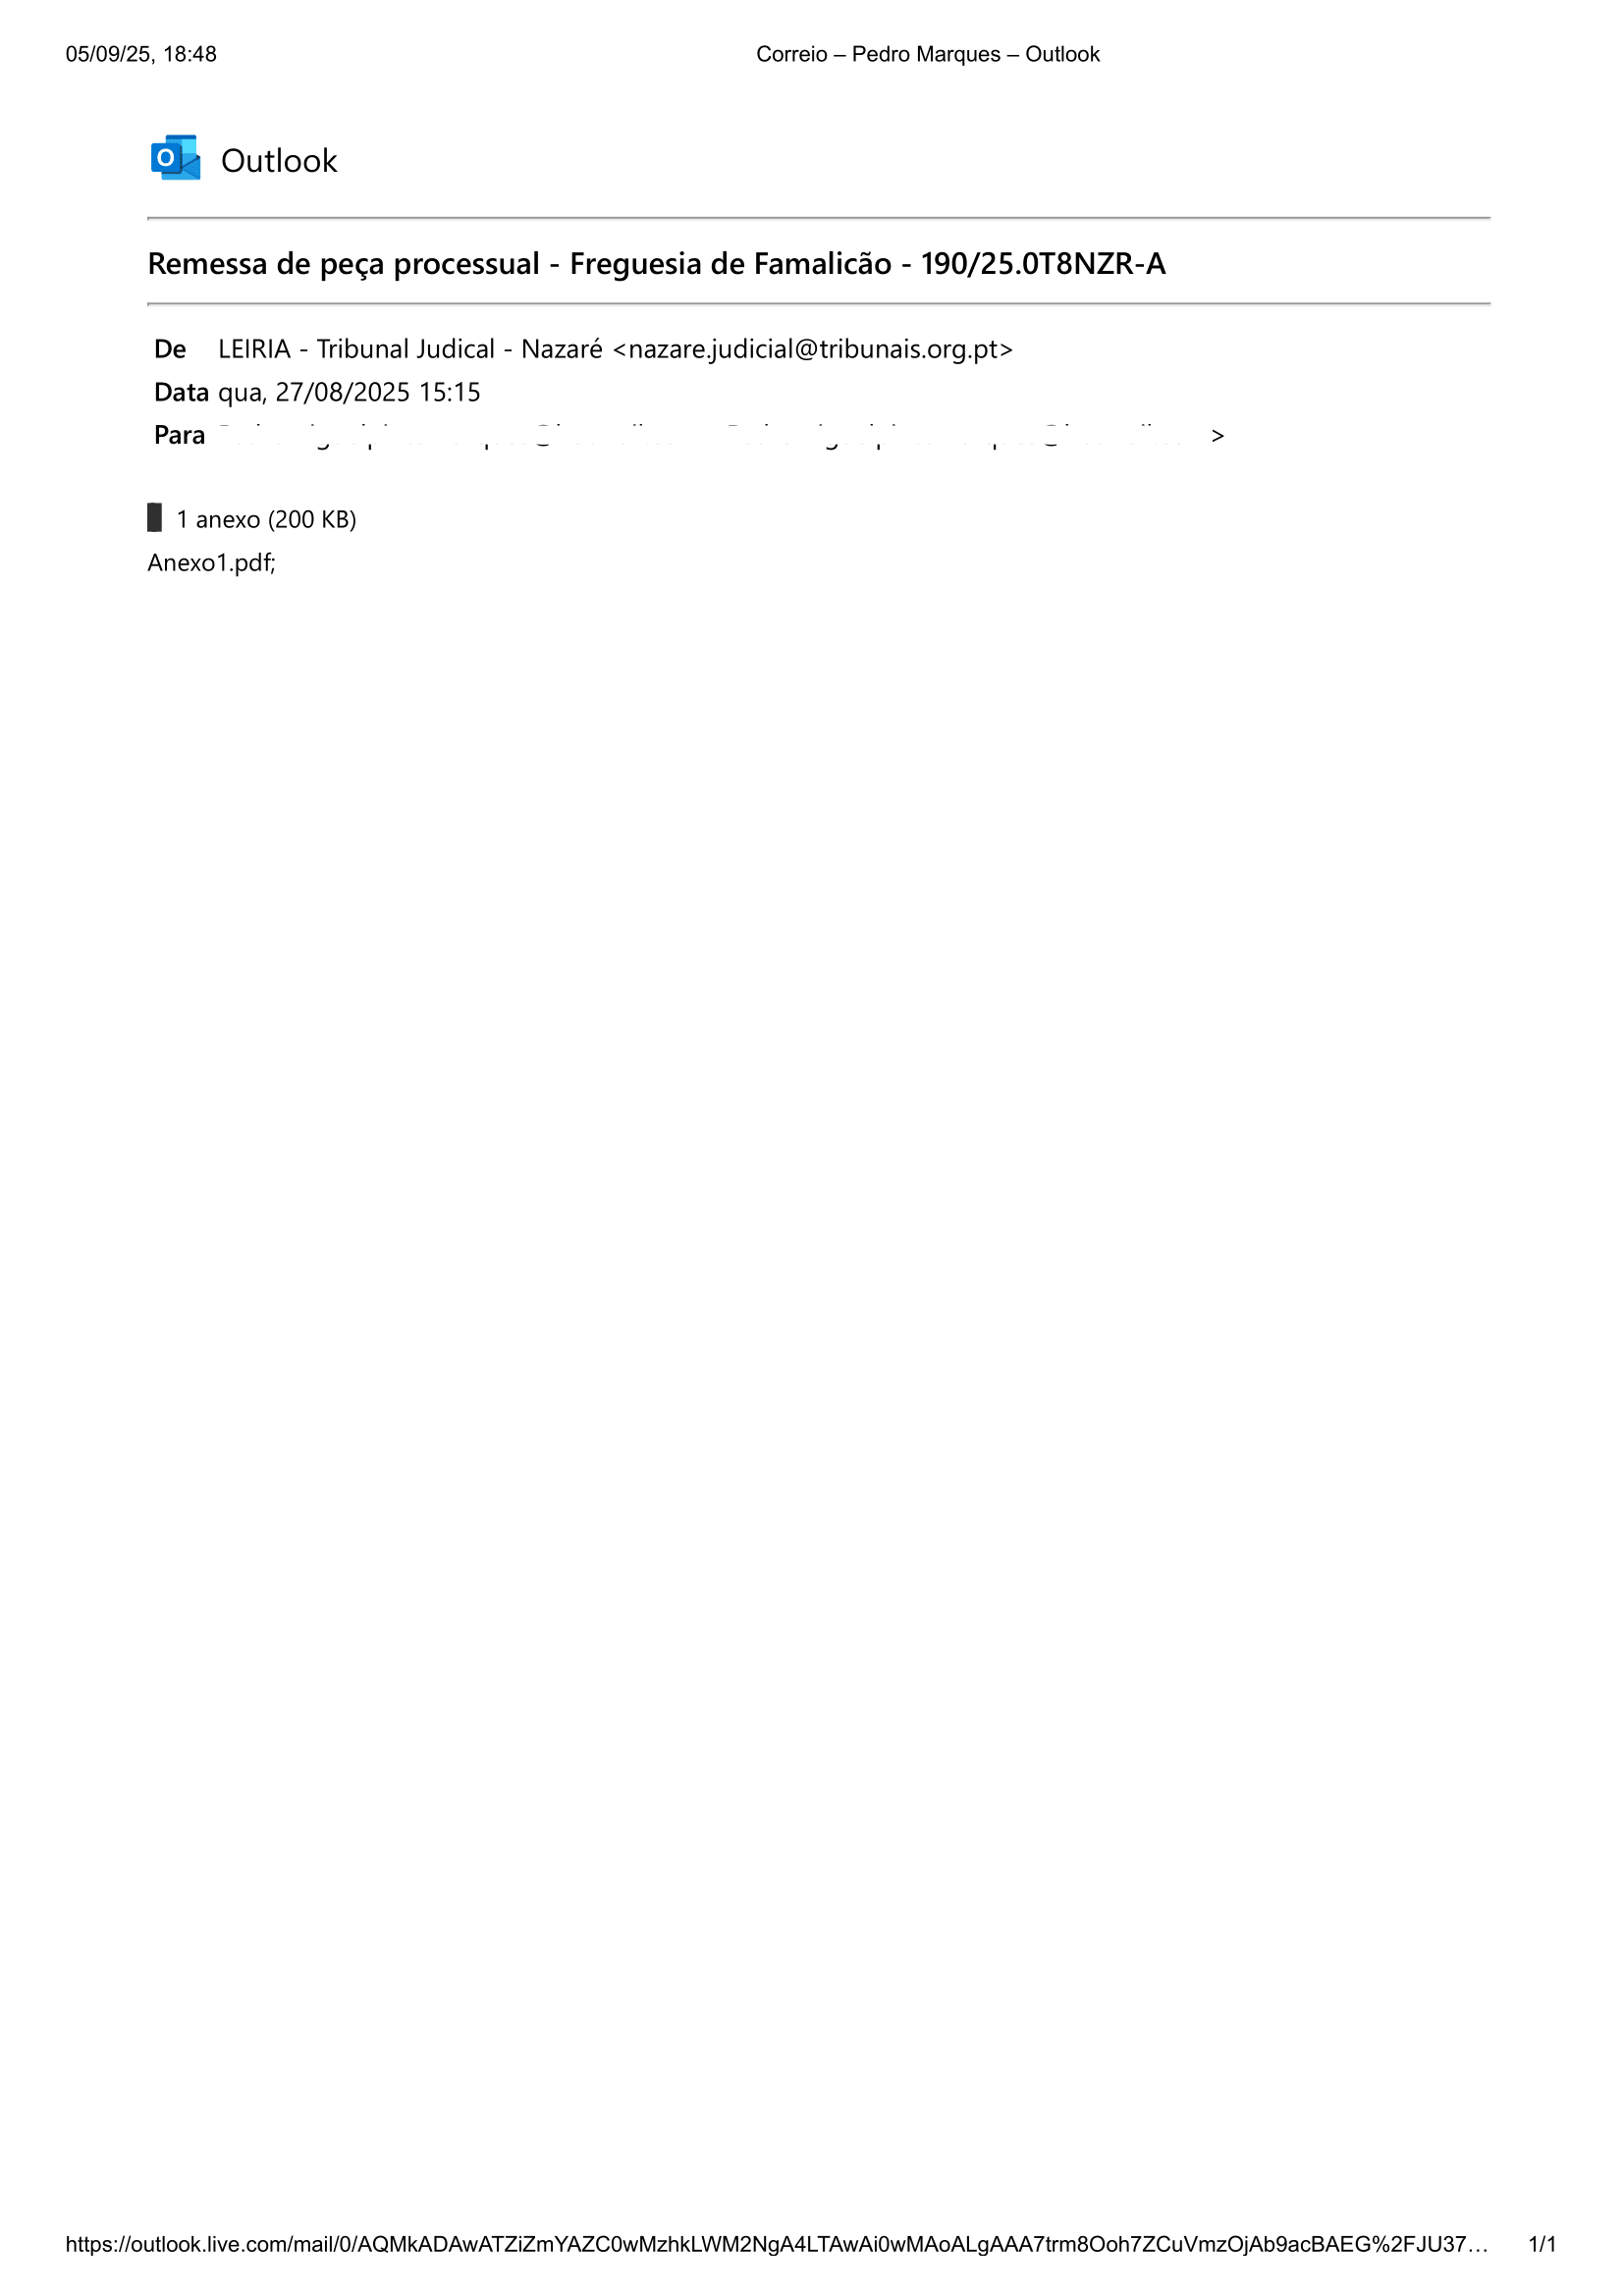 05/09/25, 18:48
Correio – Pedro Marques – Outlook
Outlook
Remessa de peça processual - Freguesia de Famalicão - 190/25.0T8NZR-A
De LEIRIA - Tribunal Judical - Nazaré <nazare.judicial@tribunais.org.pt>
Data qua, 27/08/2025 15:15
Para >
1 anexo (200 KB)
Anexo1.pdf;
https://outlook.live.com/mail/0/AQMkADAwATZiZmYAZC0wMzhkLWM2NgA4LTAwAi0wMAoALgAAA7trm8Ooh7ZCuVmzOjAb9acBAEG%2FJU37… 1/1